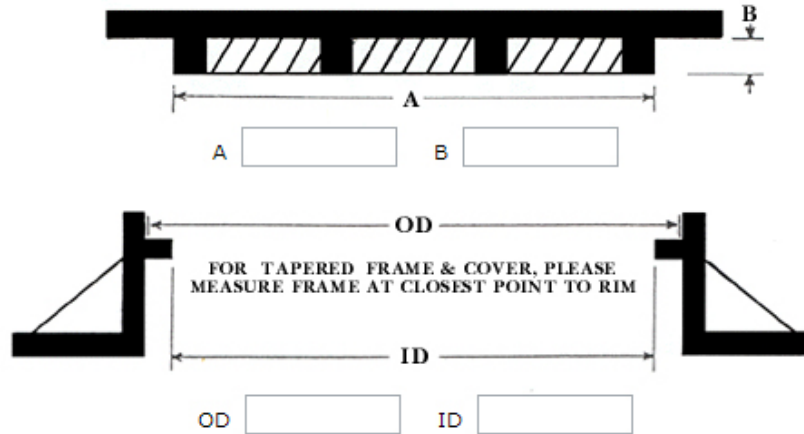 B
A
A B
OD
FOR TAPERED FRAME & COVER, PLEASE
MEASURE FRAME AT CLOSEST POINT TO RIM
ID
OD ID